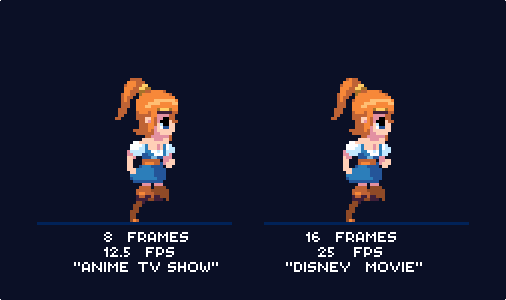 8 FRAMES
12.5 FPS
"ANIME TV SHOW"
16 FRAMES
25 FPS
"DISNEY MOVIE"